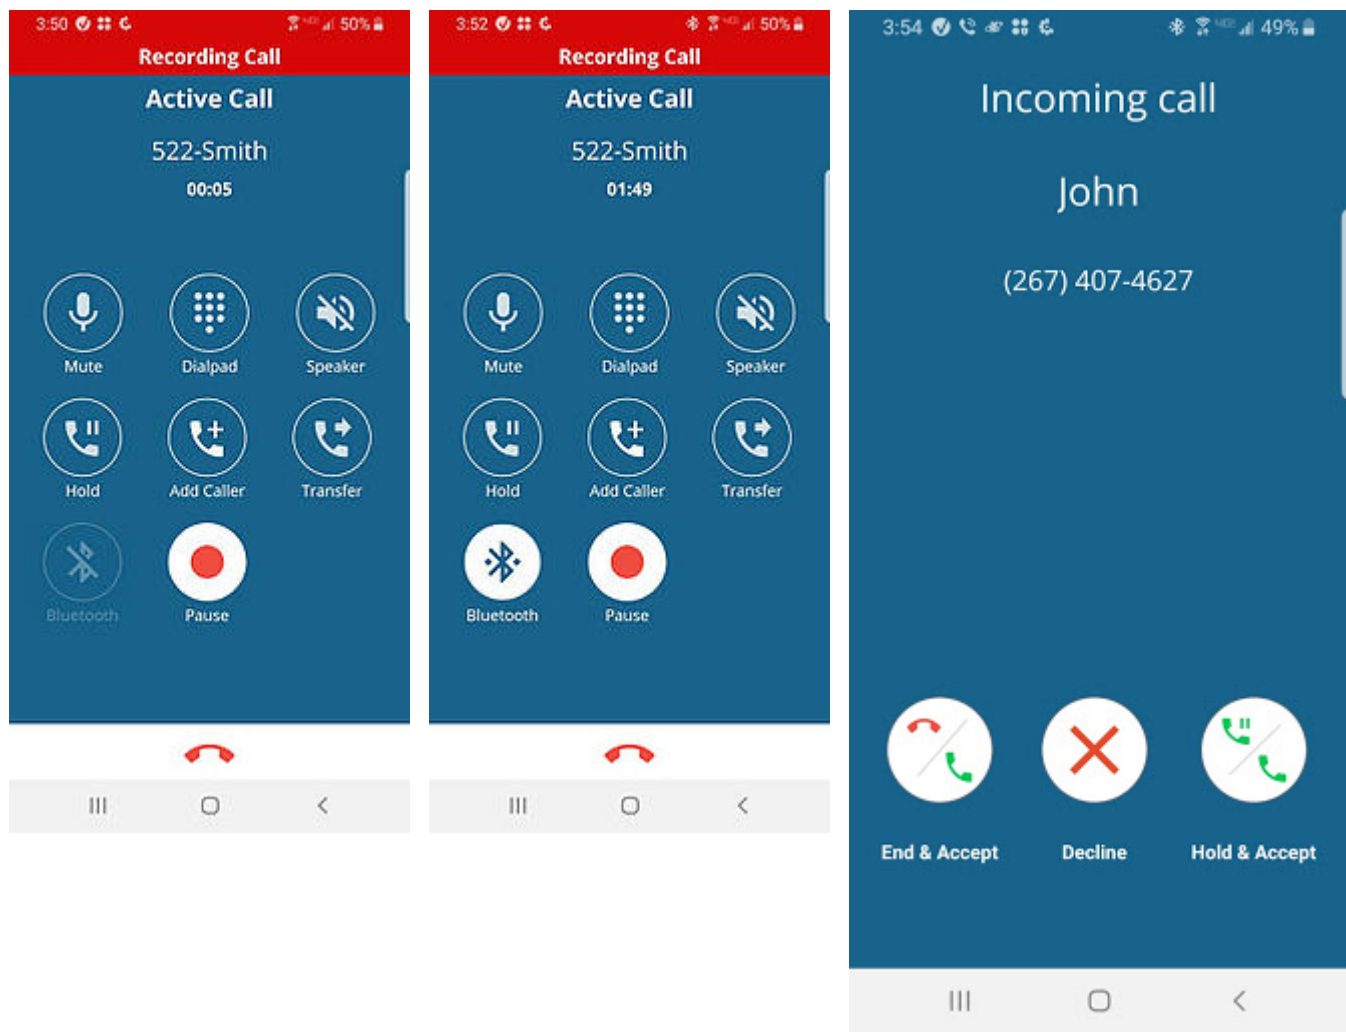 3:50 50%
Recording Call
Active Call
522-Smith
00:05
Mute Dialpad Speaker
Hold Add Caller Transfer
Bluetooth Pause
3:52 50%
Recording Call
Active Call
522-Smith
01:49
Mute Dialpad Speaker
Hold Add Caller Transfer
Bluetooth Pause
3:54 49%
Incoming call
John
(267) 407-4627
End & Accept Decline Hold & Accept